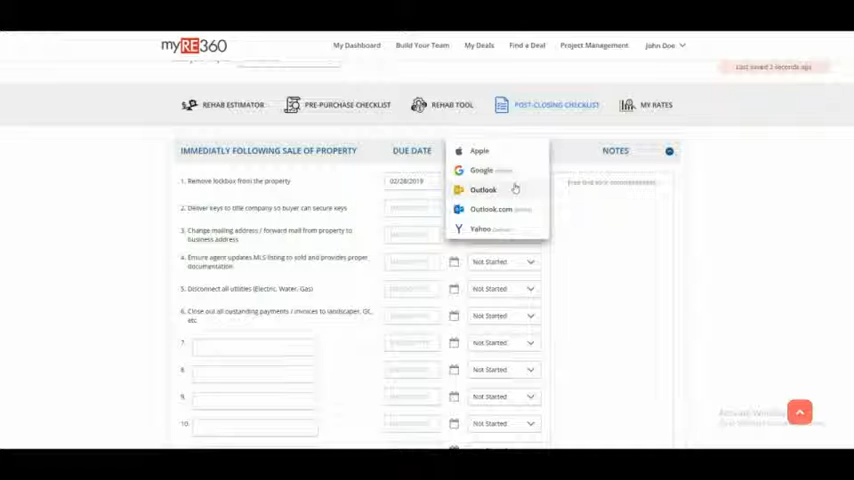 myRE360
My Dashboard
Build Your Team
My Deals
Find a Deal
Project Management
John Doe
Last saved 2 seconds ago
REHAB ESTIMATOR
PRE-PURCHASE CHECKLIST
REHAB TOOL
POST-CLOSING CHECKLIST
MY RATES
IMMEDIATELY FOLLOWING SALE OF PROPERTY
DUE DATE
NOTES
Apple
Google
Outlook
Outlook.com
Yahoo
1. Remove lockbox from the property
02/28/2019
2. Deliver keys to title company so buyer can secure keys
3. Change mailing address / forward mail from property to
business address
4. Ensure agent updates MLS listing to sold and provides proper
documentation
Not Started
5. Disconnect all utilities (Electric, Water, Gas)
Not Started
6. Close out all outstanding payments / invoices to landscaper, GC,
etc.
Not Started
7.
Not Started
8.
Not Started
9.
Not Started
10.
Not Started